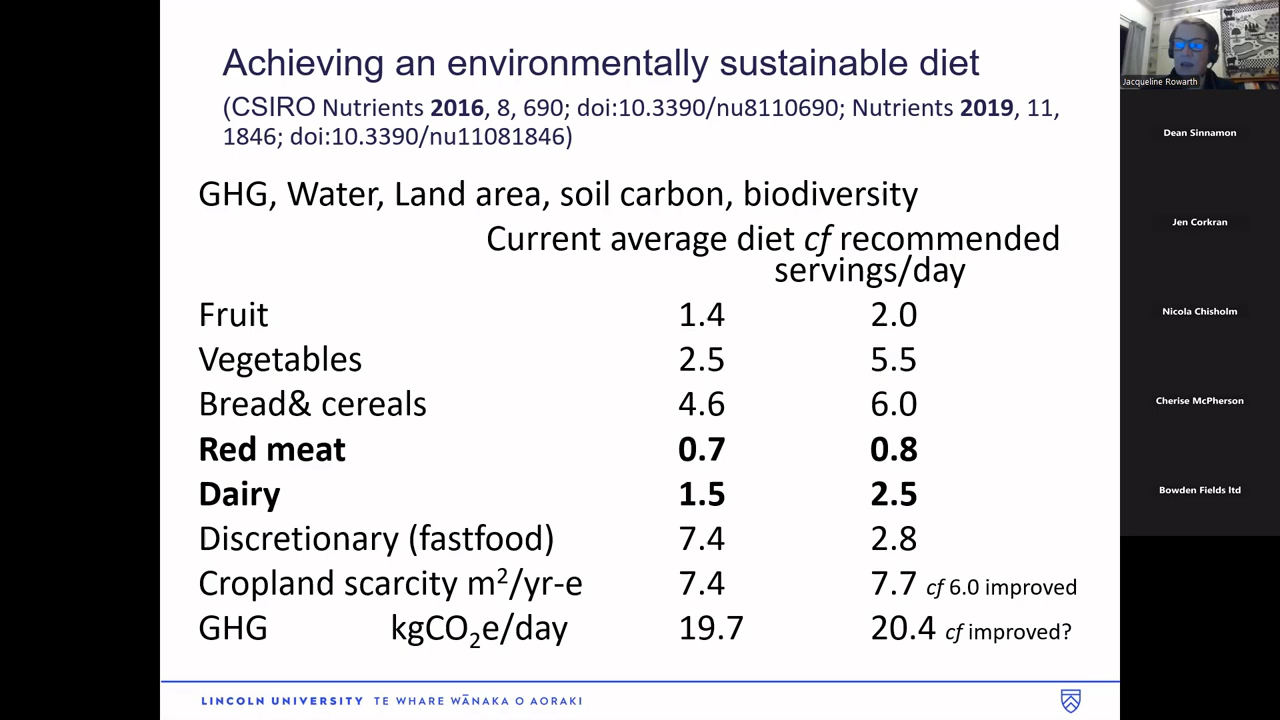 Achieving an environmentally sustainable diet
(CSIRO Nutrients 2016, 8, 690; doi:10.3390/nu8110690; Nutrients 2019, 11,
1846; doi:10.3390/nu11081846)
GHG, Water, Land area, soil carbon, biodiversity
Current average diet cf recommended
servings/day
Fruit 1.4 2.0
Vegetables 2.5 5.5
Bread& cereals 4.6 6.0
Red meat 0.7 0.8
Dairy 1.5 2.5
Discretionary (fastfood) 7.4 2.8
Cropland scarcity m²/yr-e 7.4 7.7 cf 6.0 improved
GHG kgCO₂e/day 19.7 20.4 cf improved?
LINCOLN UNIVERSITY TE WHARE WĀNAKA O AORAKI
Jacqueline Rowarth
Dean Sinnamon
Jen Corkran
Nicola Chisholm
Cherise McPherson
Bowden Fields ltd